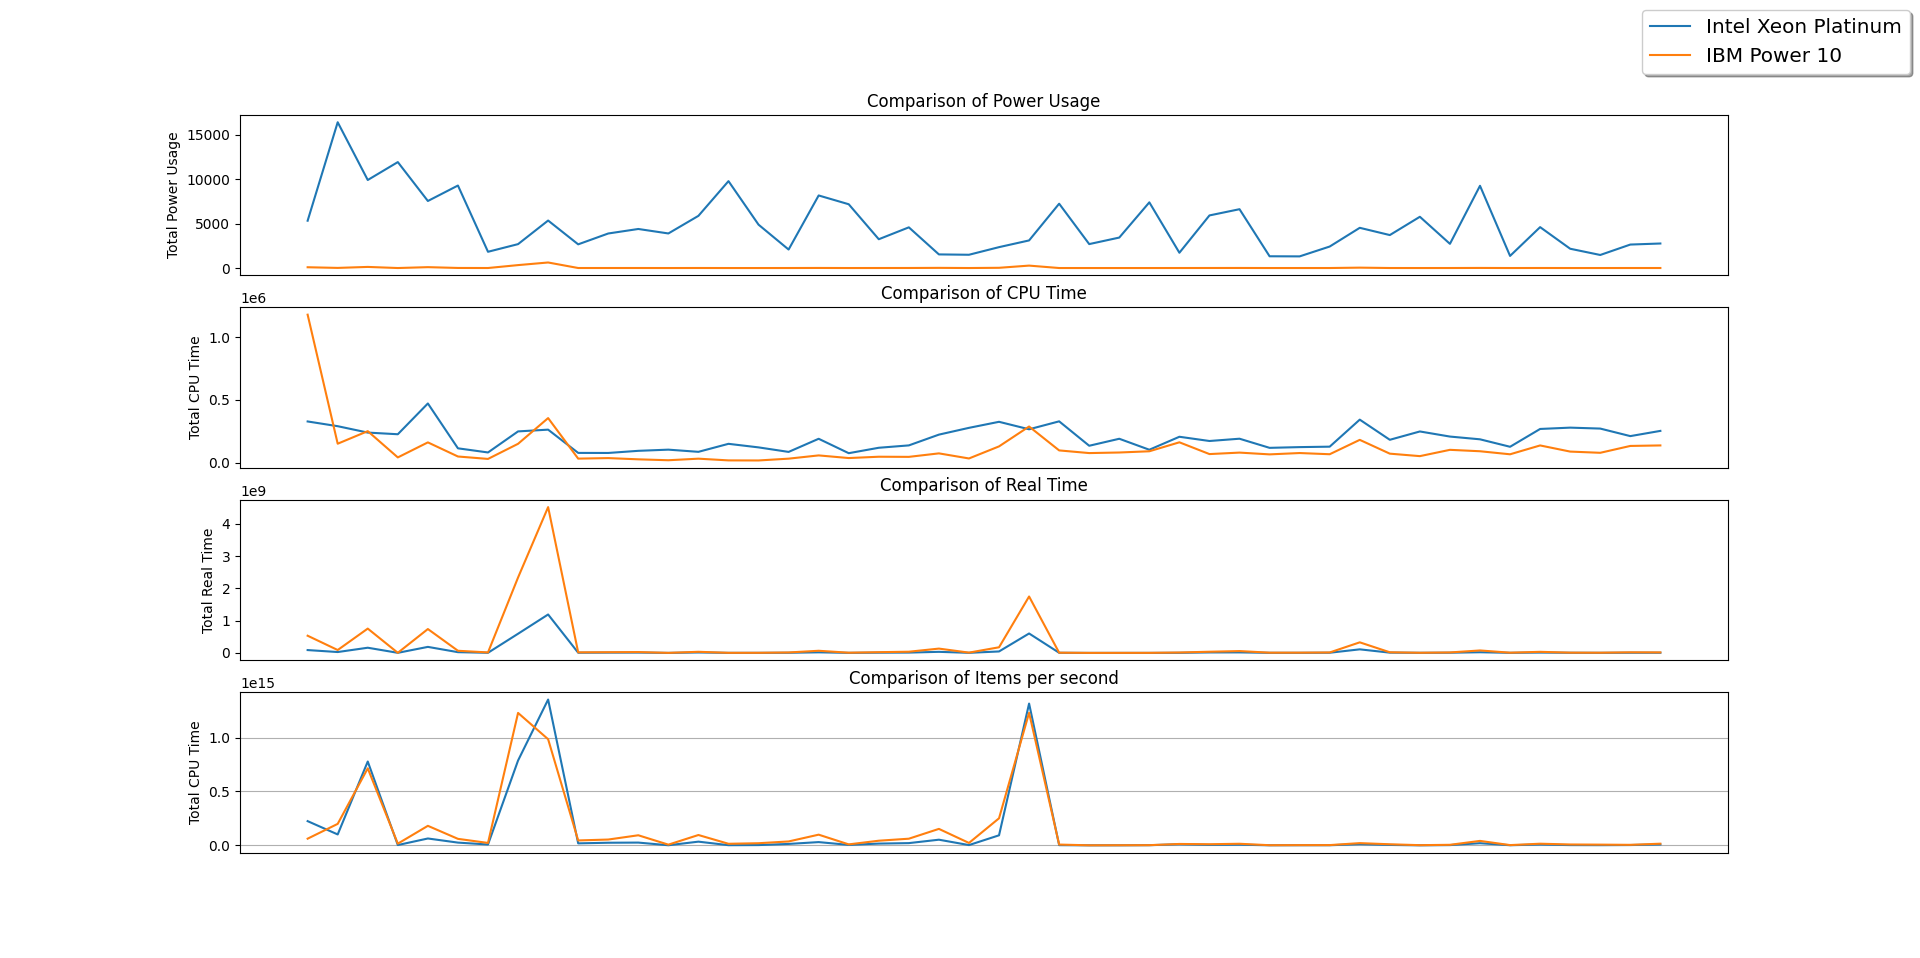 Intel Xeon Platinum
IBM Power 10
Comparison of Power Usage
Total Power Usage
15000
10000
5000
0
Comparison of CPU Time
1e6
Total CPU Time
1.0
0.5
0.0
Comparison of Real Time
1e9
Total Real Time
4
3
2
1
0
Comparison of Items per second
1e15
Total CPU Time
1.0
0.5
0.0